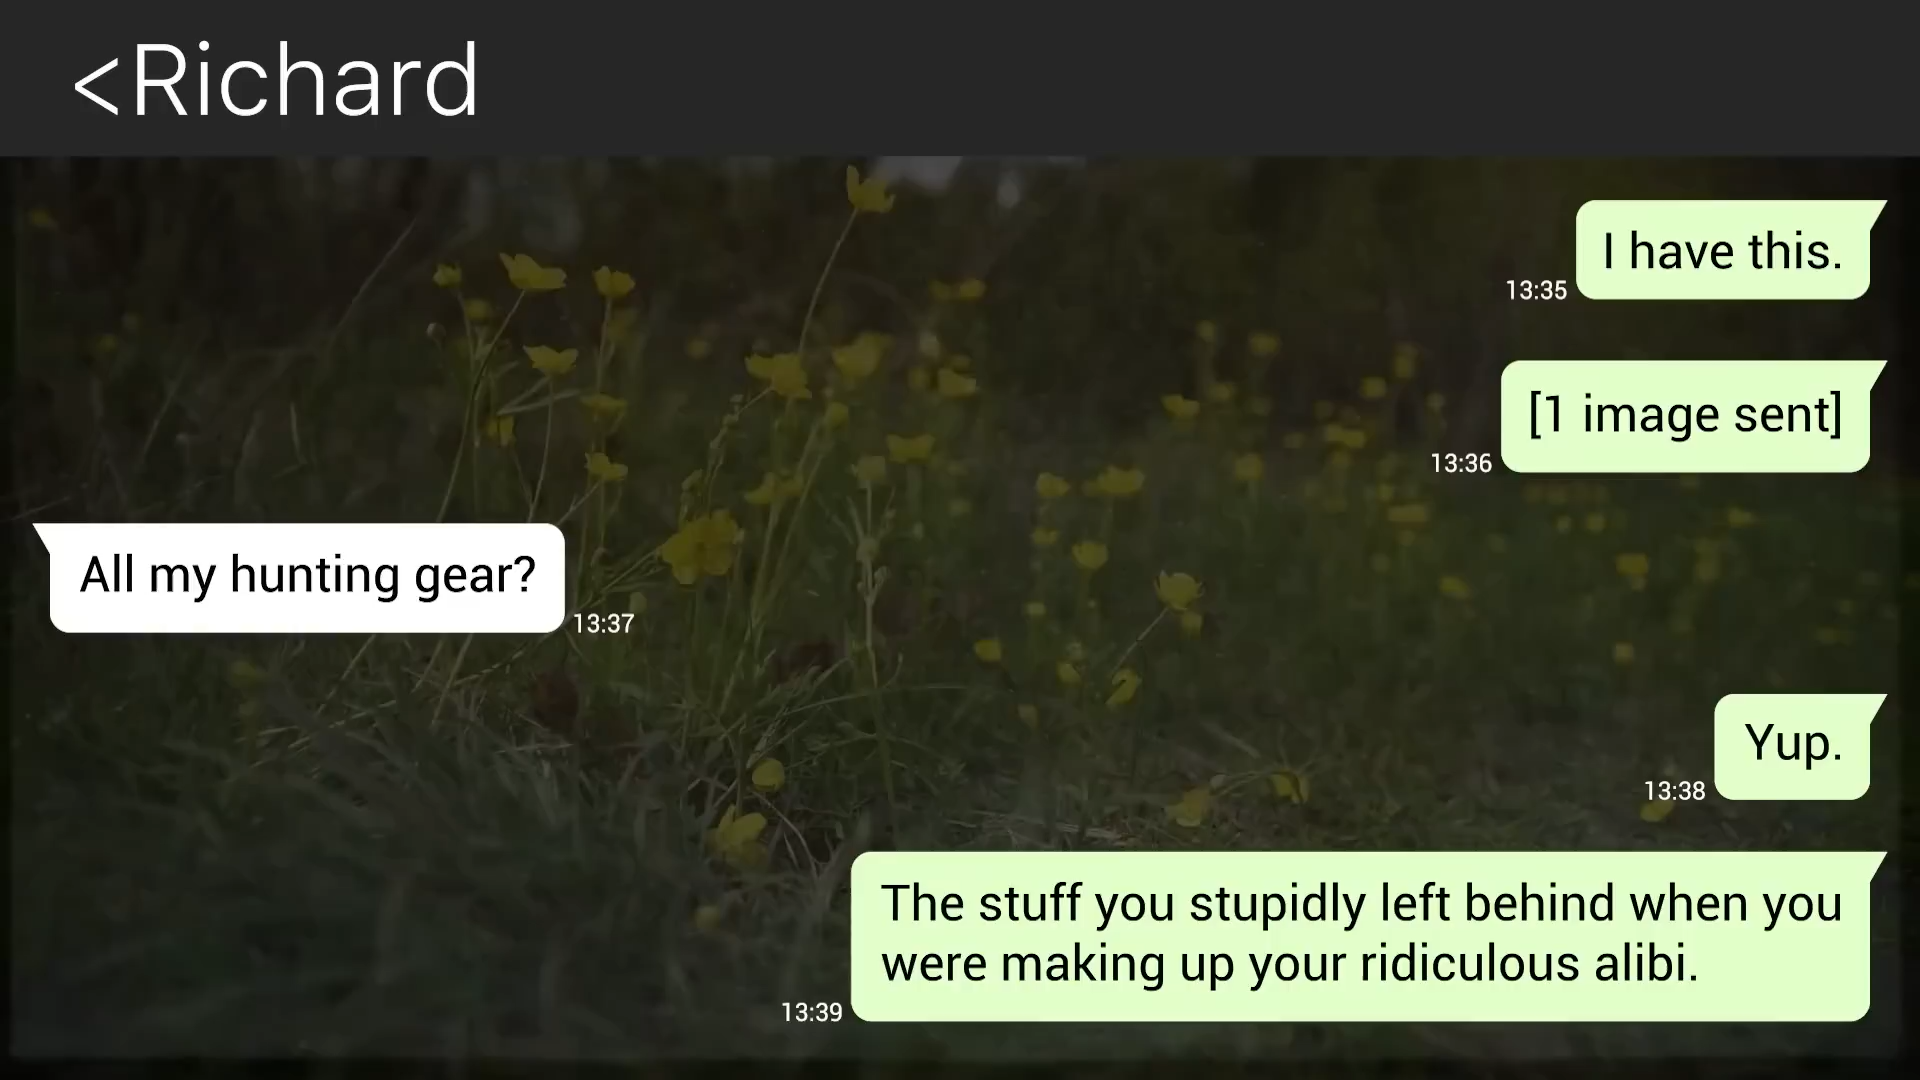 <Richard
I have this.
13:35
[1 image sent]
13:36
All my hunting gear?
13:37
Yup.
13:38
The stuff you stupidly left behind when you
were making up your ridiculous alibi.
13:39